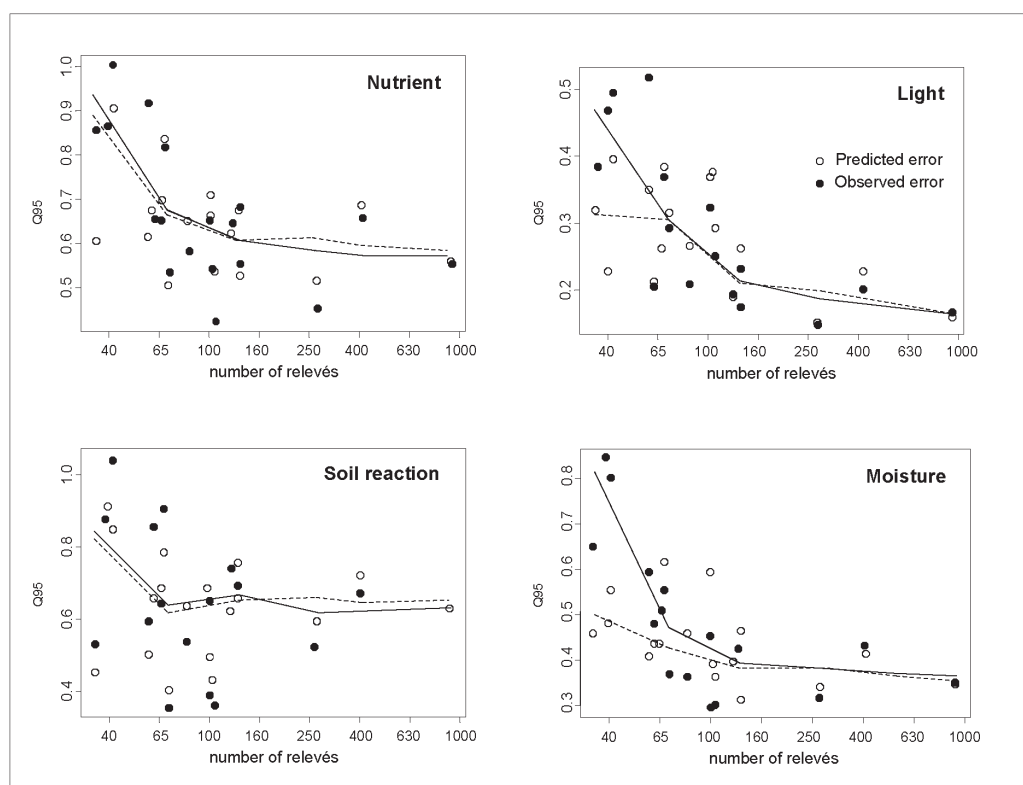 Nutrient
Q95
1.0
0.9
0.8
0.7
0.6
0.5
40 65 100 160 250 400 630 1000
number of relevés
Light
Predicted error
Observed error
Q95
0.5
0.4
0.3
0.2
40 65 100 160 250 400 630 1000
number of relevés
Soil reaction
Q95
1.0
0.8
0.6
0.4
40 65 100 160 250 400 630 1000
number of relevés
Moisture
Q95
0.8
0.7
0.6
0.5
0.4
0.3
40 65 100 160 250 400 630 1000
number of relevés